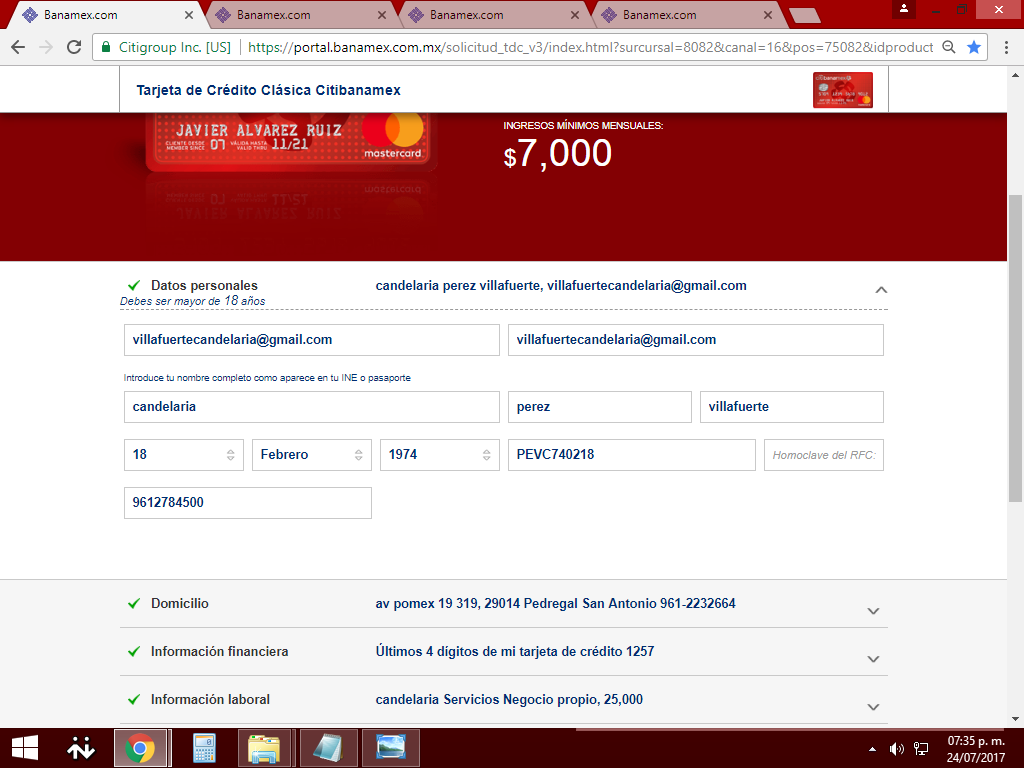 Banamex.com
Banamex.com
Banamex.com
Banamex.com
Citigroup Inc. [US] https://portal.banamex.com.mx/solicitud_tdc_v3/index.html?sursursal=8082&canal=16&pos=75082&idproduct
Tarjeta de Crédito Clásica Citibanamex
JAVIER ALVAREZ RUIZ
CLIENTE DESDE
MEMBER SINCE
07
VÁLIDA HASTA
VALID THRU
11/21
mastercard
INGRESOS MÍNIMOS MENSUALES:
$7,000
Datos personales
candelaria perez villafuerte, villafuertecandelaria@gmail.com
Debes ser mayor de 18 años
villafuertecandelaria@gmail.com
villafuertecandelaria@gmail.com
Introduce tu nombre completo como aparece en tu INE o pasaporte
candelaria
perez
villafuerte
18
Febrero
1974
PEVC740218
Homoclave del RFC:
9612784500
Domicilio
av pomex 19 319, 29014 Pedregal San Antonio 961-2232664
Información financiera
Últimos 4 dígitos de mi tarjeta de crédito 1257
Información laboral
candelaria Servicios Negocio propio, 25,000
07:35 p. m.
24/07/2017